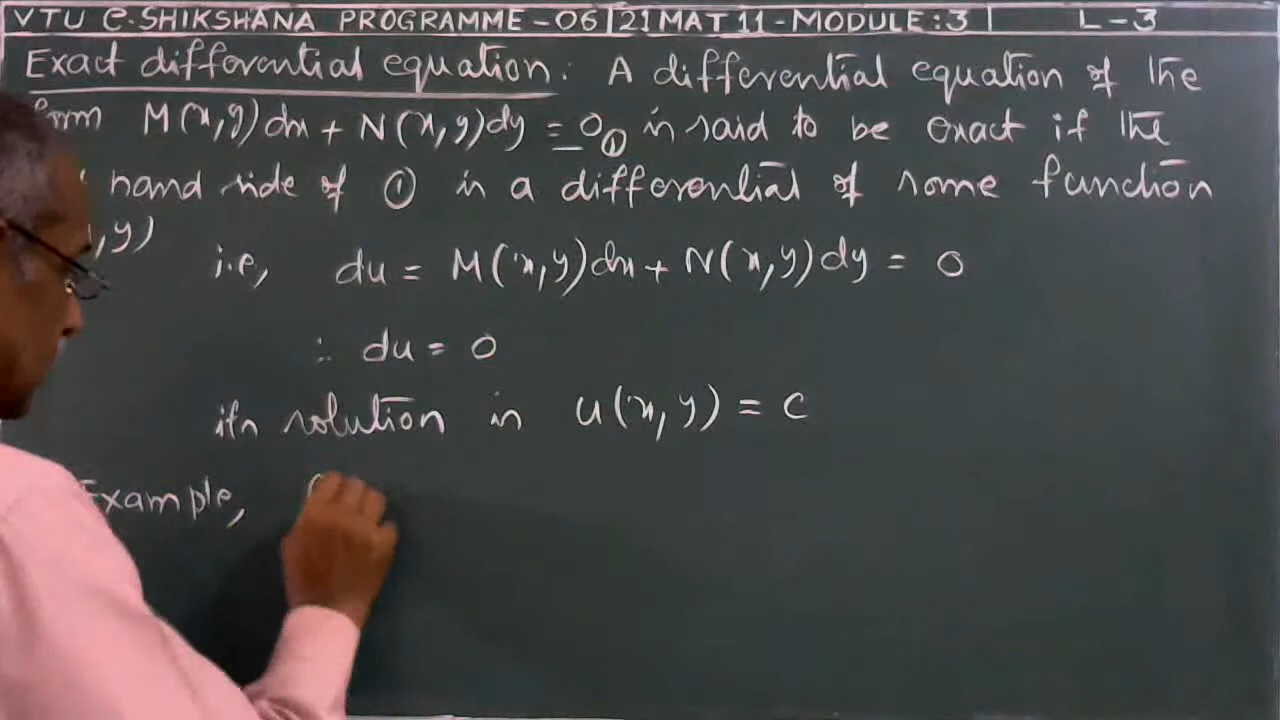 VTU e-SHIKSHANA PROGRAMME-06 | 21MAT11-MODULE:3 | L-3
Exact differential equation: A differential equation of the
form M(x,y)dx + N(x,y)dy = 0 ① is said to be exact if the
hand side of ① is a differential of some function
,y)
i.e, du = M(x,y)dx + N(x,y)dy = 0
∴ du = 0
its solution is u(x,y) = c
Example,